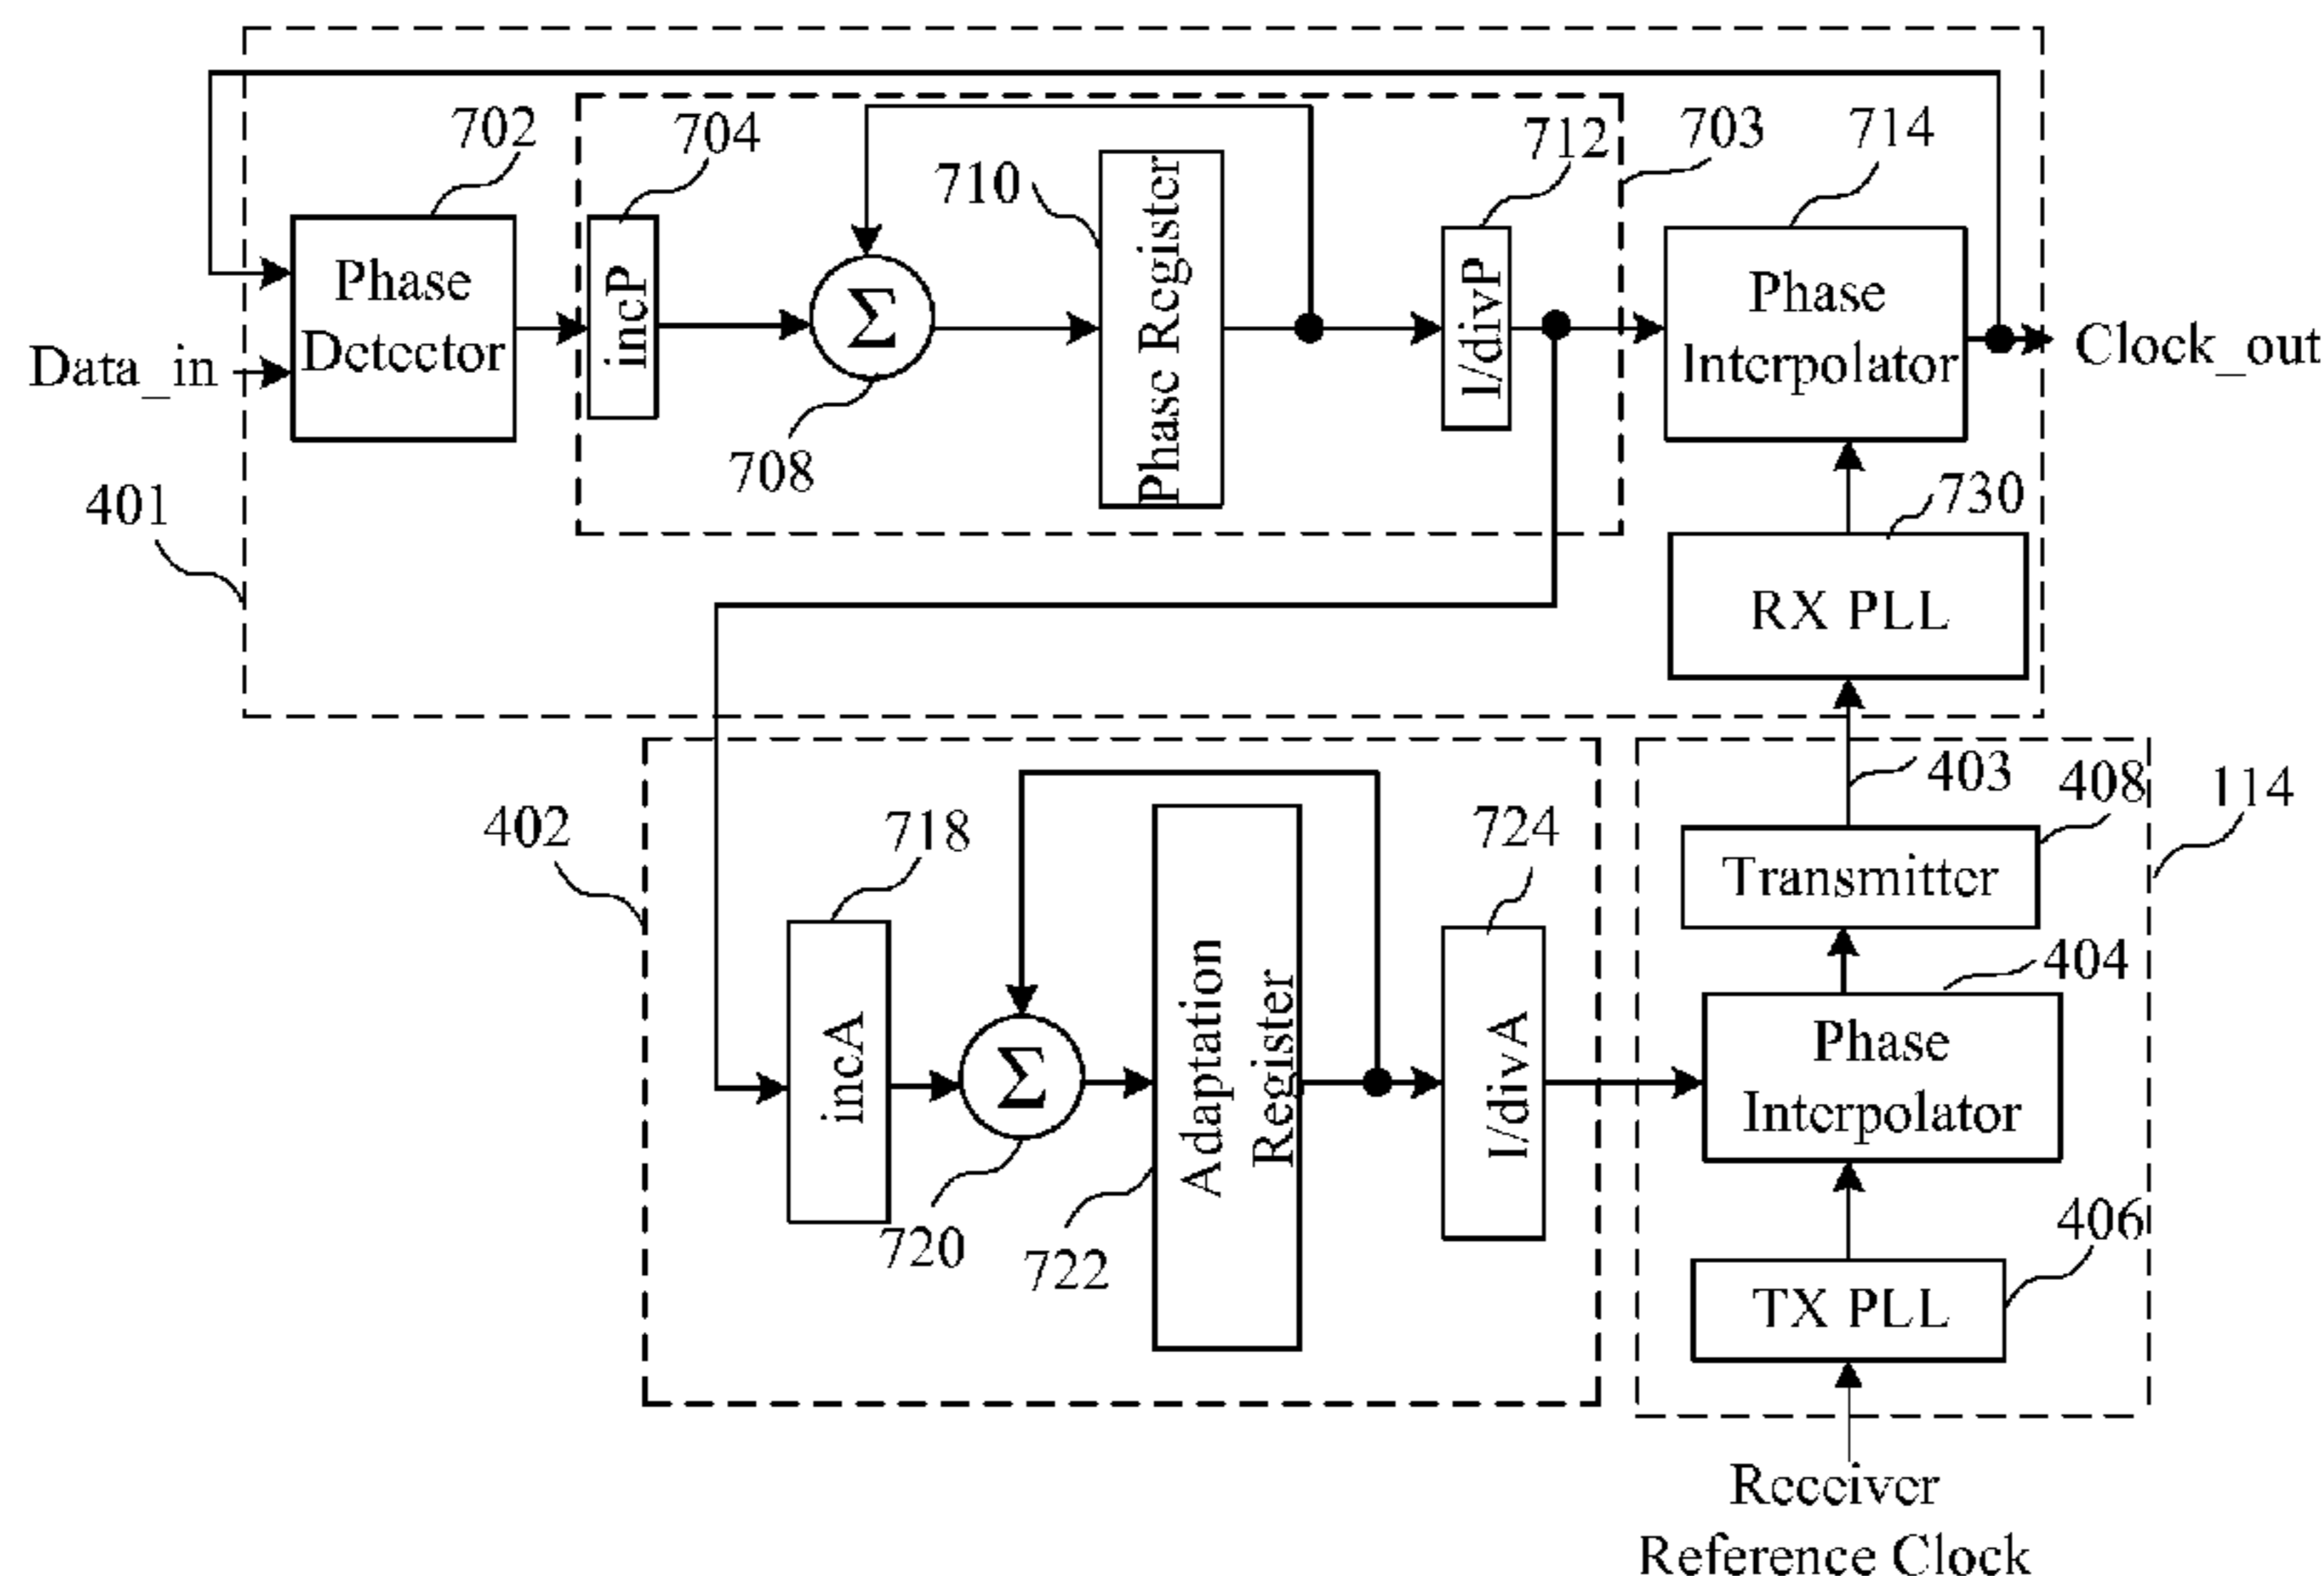 702
704
712
703
714
710
Phase
Detector
incP
Σ
Phase Register
1/divP
Phase
Interpolator
Data_in
Clock_out
708
401
730
RX PLL
403
408
114
402
718
724
Transmitter
404
incA
Σ
Adaptation
Register
1/divA
Phase
Interpolator
720
722
406
TX PLL
Receiver
Reference Clock